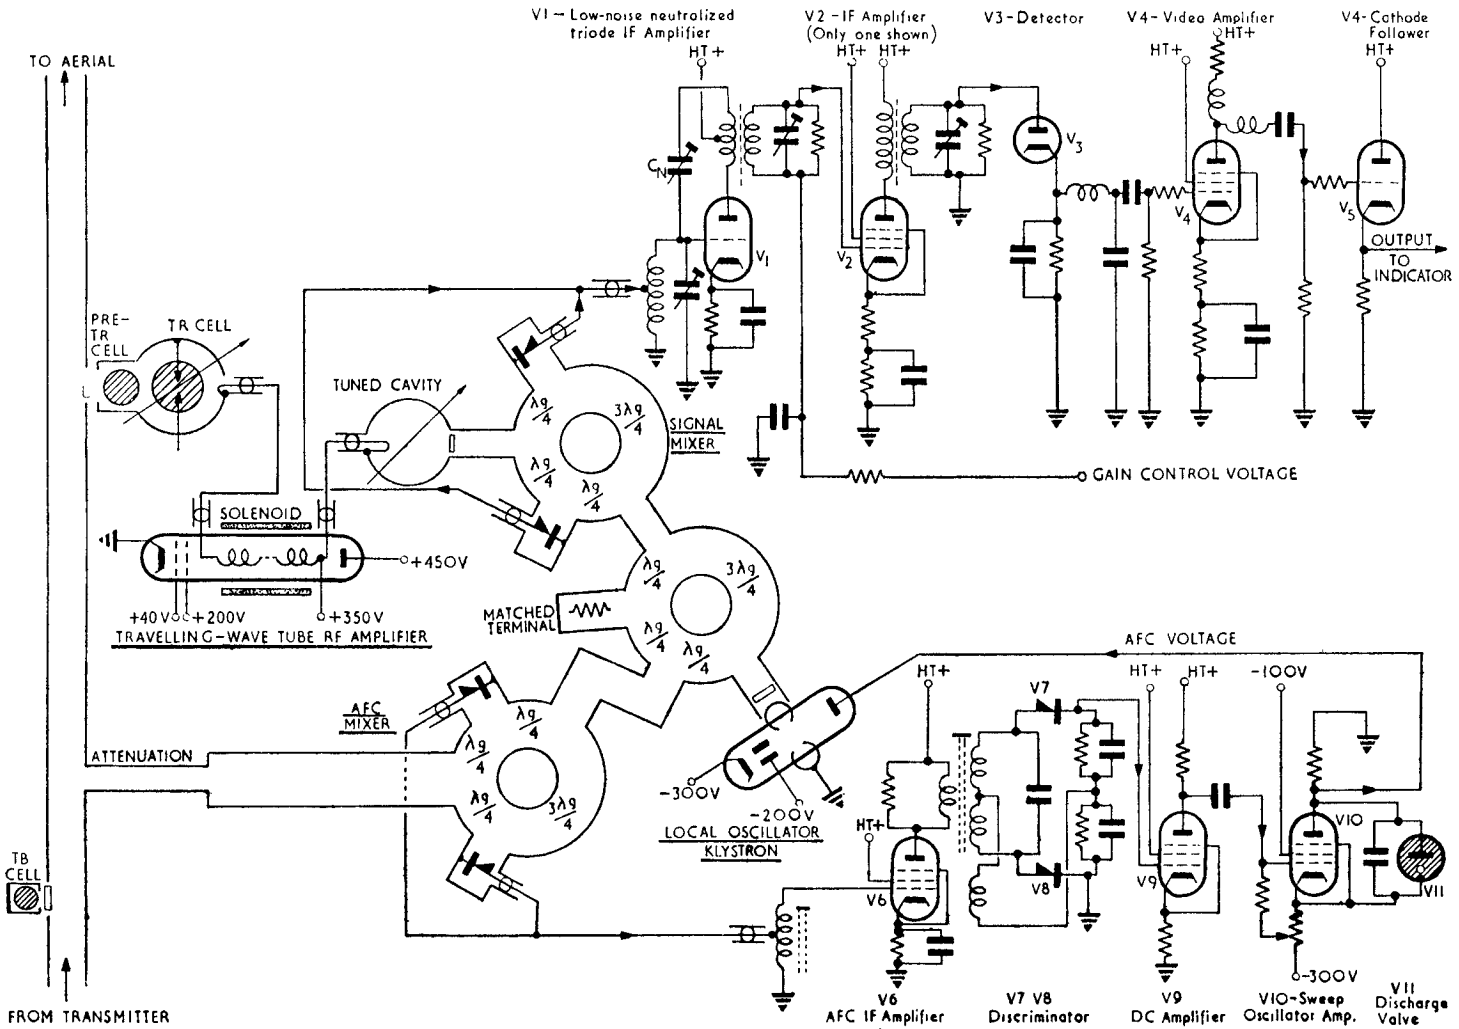 V1 – Low-noise neutralized
triode IF Amplifier
HT+
V2 – IF Amplifier
(Only one shown)
HT+ HT+
V3 – Detector
V4 – Video Amplifier
HT+
HT+
V4 – Cathode
Follower
HT+
TO AERIAL
CN
V1
V2
V3
V4
V5
OUTPUT
TO
INDICATOR
PRE-
TR
CELL
TR CELL
TUNED CAVITY
λg/4
3λg/4
λg/4
λg/4
SIGNAL
MIXER
GAIN CONTROL VOLTAGE
SOLENOID
+450V
+40V
+200V
+350V
TRAVELLING-WAVE TUBE RF AMPLIFIER
MATCHED
TERMINAL
λg/4
3λg/4
λg/4
λg/4
AFC VOLTAGE
AFC
MIXER
λg/4
λg/4
λg/4
3λg/4
ATTENUATION
-300V
-200V
LOCAL OSCILLATOR
KLYSTRON
HT+
HT+
V6
V7
V8
HT+
HT+
V9
-100V
V10
V11
-300V
TB
CELL
FROM TRANSMITTER
V6
AFC IF Amplifier
V7 V8
Discriminator
V9
DC Amplifier
V10-Sweep
Oscillator Amp.
V11
Discharge
Valve